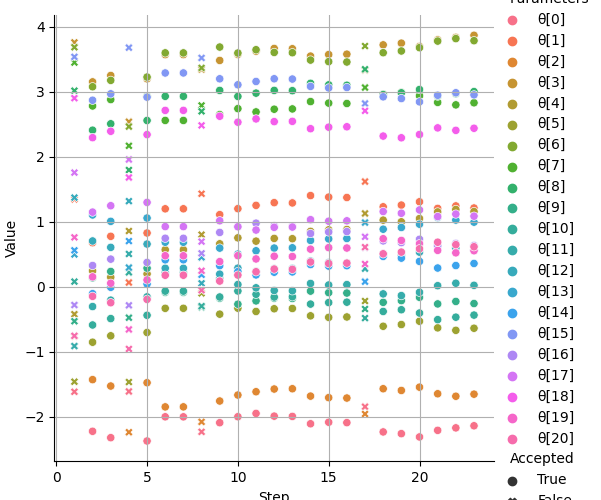 Parameters
θ[0]
θ[1]
θ[2]
θ[3]
θ[4]
θ[5]
θ[6]
θ[7]
θ[8]
θ[9]
θ[10]
θ[11]
θ[12]
θ[13]
θ[14]
θ[15]
θ[16]
θ[17]
θ[18]
θ[19]
θ[20]
Accepted
True
False
4
3
2
1
0
−1
−2
Value
0
5
10
15
20
Step